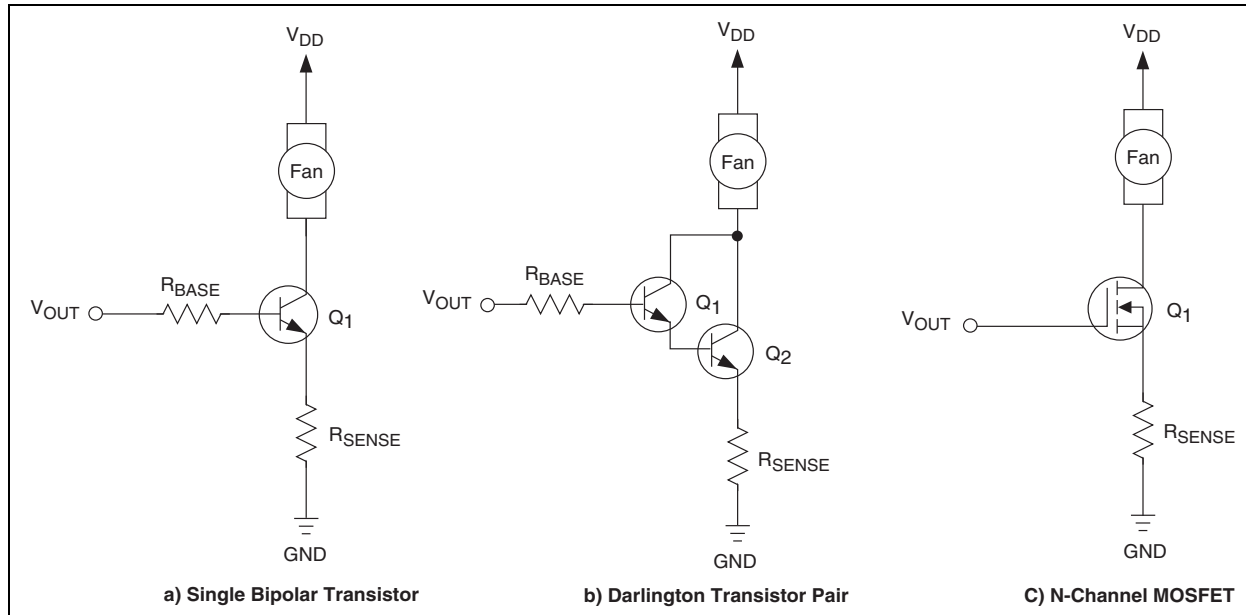 VDD
Fan
RBASE
VOUT
Q1
RSENSE
GND
a) Single Bipolar Transistor
VDD
Fan
RBASE
VOUT
Q1
Q2
RSENSE
GND
b) Darlington Transistor Pair
VDD
Fan
VOUT
Q1
RSENSE
GND
C) N-Channel MOSFET